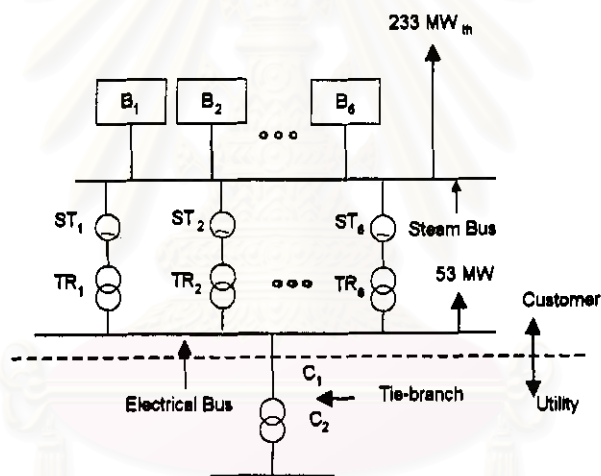 233 MW th
B1 B2 B6
ST1 ST2 ST6
Steam Bus
TR1 TR2 TR6
53 MW
Customer
C1
Electrical Bus
Tie-branch
C2
Utility